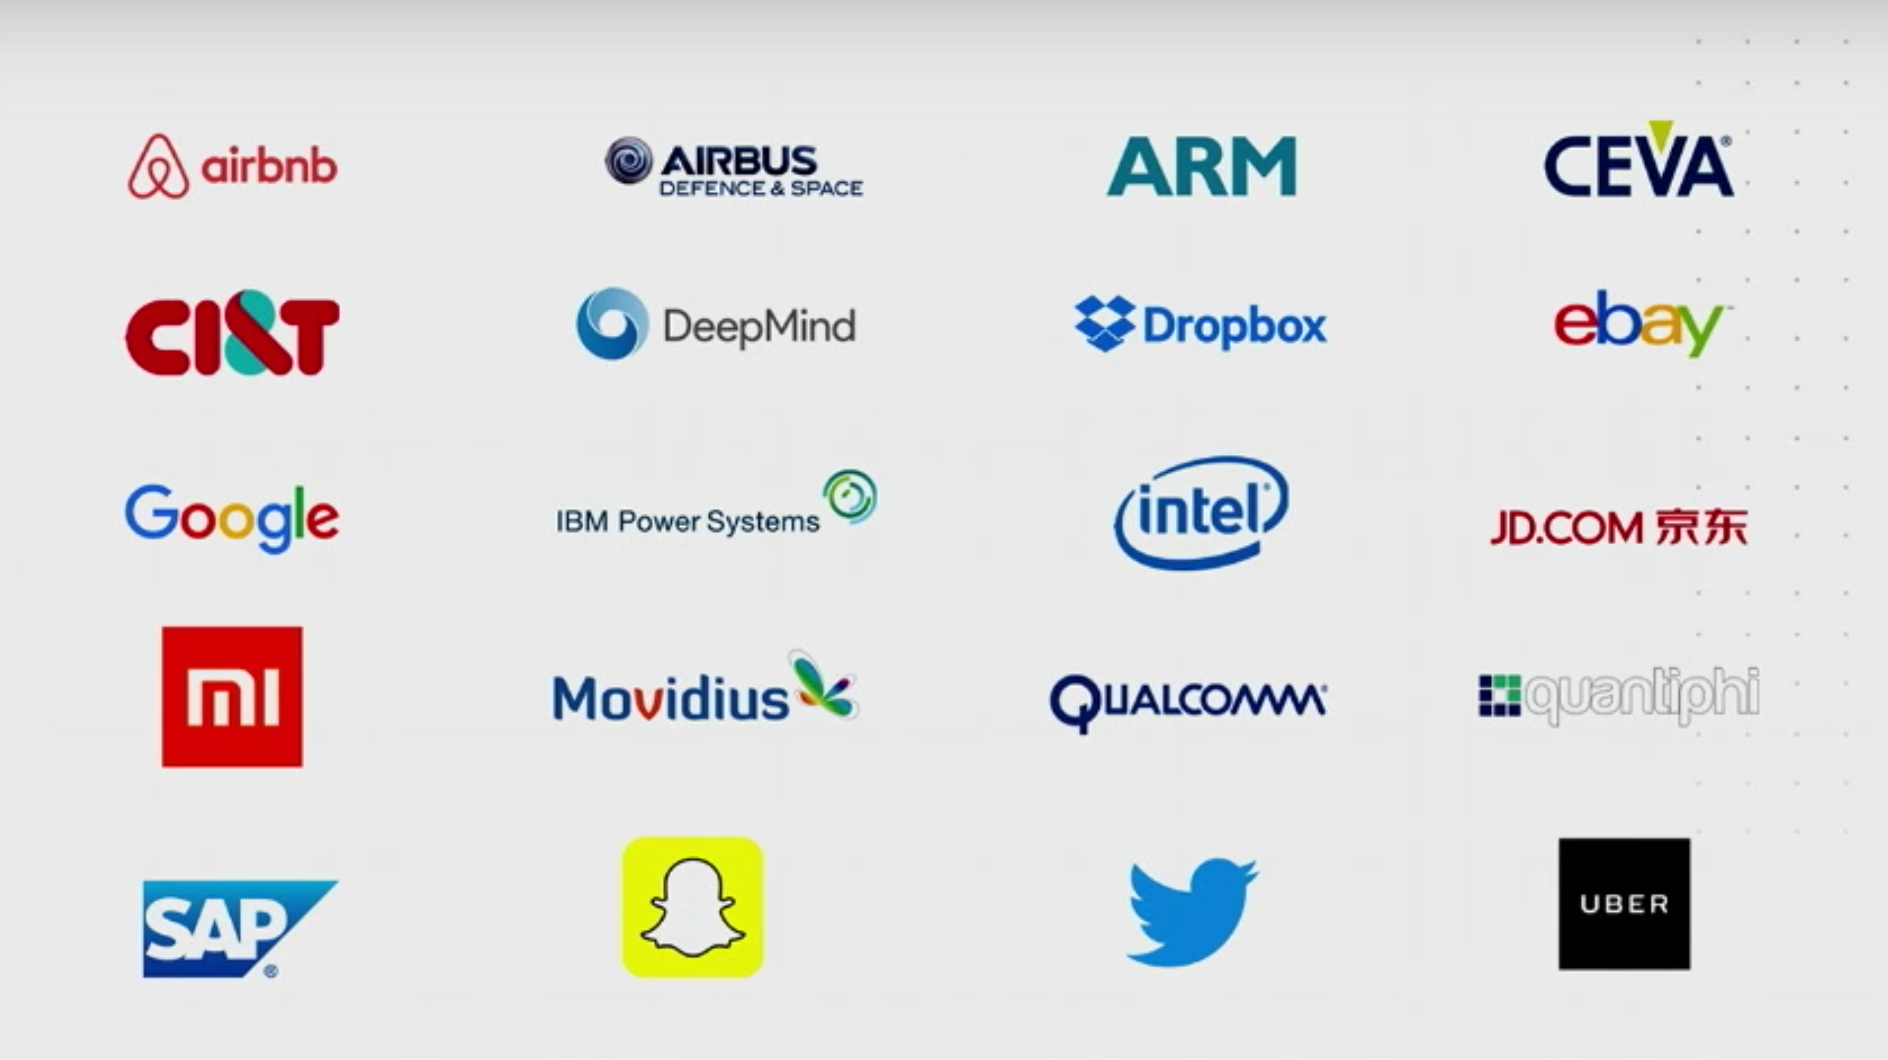 airbnb
AIRBUS
DEFENCE & SPACE
ARM
CEVA®
CI&T
DeepMind
Dropbox
ebay™
Google
IBM Power Systems
intel®
JD.COM 京东
mi
Movidius
QUALCOMM®
quantiphi
SAP®
UBER